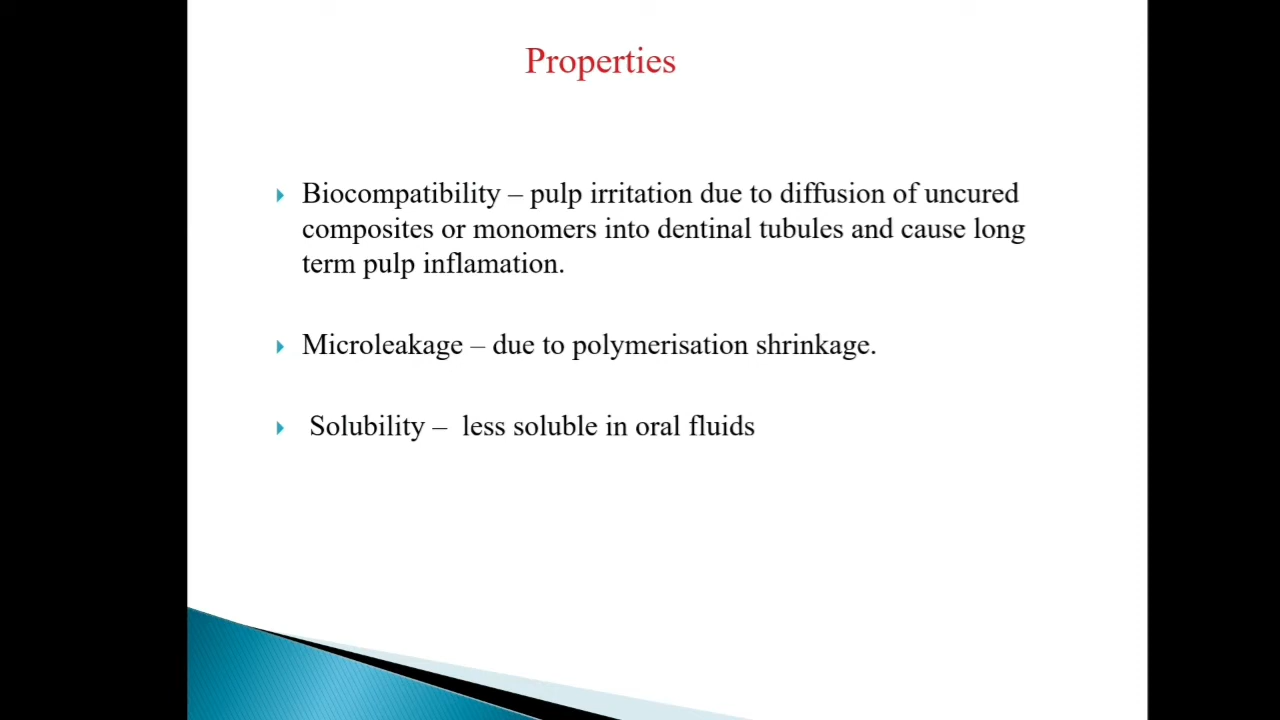 Properties
Biocompatibility – pulp irritation due to diffusion of uncured
composites or monomers into dentinal tubules and cause long
term pulp inflamation.
Microleakage – due to polymerisation shrinkage.
Solubility – less soluble in oral fluids